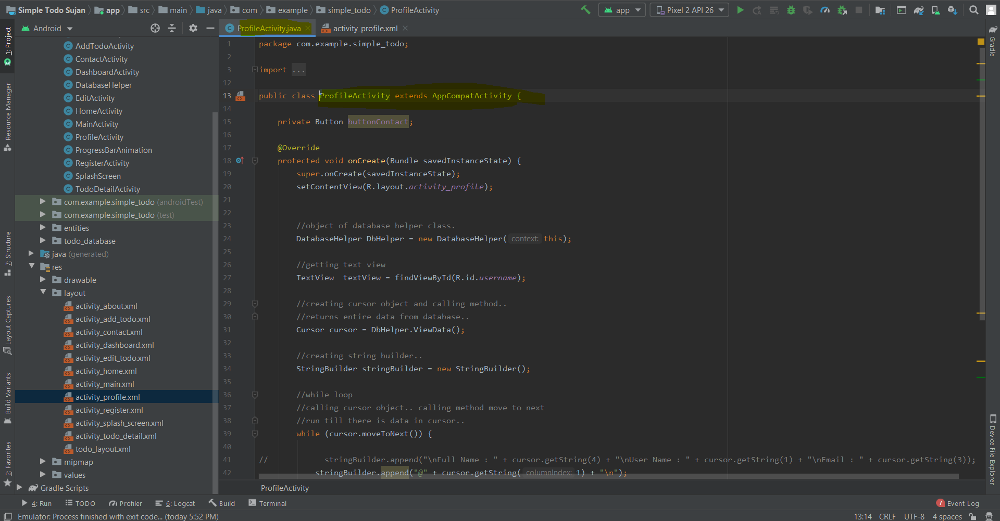 Simple Todo Sujan app src main java com example simple_todo ProfileActivity app Pixel 2 API 26
Android ProfileActivity.java activity_profile.xml
1: Project
Resource Manager
7: Structure
Layout Captures
Build Variants
2: Favorites
AddTodoActivity
ContactActivity
DashboardActivity
DatabaseHelper
EditActivity
HomeActivity
MainActivity
ProfileActivity
ProgressBarAnimation
RegisterActivity
SplashScreen
TodoDetailActivity
com.example.simple_todo (androidTest)
com.example.simple_todo (test)
entities
todo_database
java (generated)
res
drawable
layout
activity_about.xml
activity_add_todo.xml
activity_contact.xml
activity_dashboard.xml
activity_edit_todo.xml
activity_home.xml
activity_main.xml
activity_profile.xml
activity_register.xml
activity_splash_screen.xml
activity_todo_detail.xml
todo_layout.xml
mipmap
values
Gradle Scripts
1 package com.example.simple_todo;
2
3 import ...
12
13 public class ProfileActivity extends AppCompatActivity {
14
15 private Button buttonContact;
16
17 @Override
18 protected void onCreate(Bundle savedInstanceState) {
19 super.onCreate(savedInstanceState);
20 setContentView(R.layout.activity_profile);
21
22
23 //object of database helper class.
24 DatabaseHelper DbHelper = new DatabaseHelper( context: this);
25
26 //getting text view
27 TextView  textView = findViewById(R.id.username);
28
29 //creating cursor object and calling method..
30 //returns entire data from database..
31 Cursor cursor = DbHelper.ViewData();
32
33 //creating string builder..
34 StringBuilder stringBuilder = new StringBuilder();
35
36 //while loop
37 //calling cursor object.. calling method move to next
38 //run till there is data in cursor..
39 while (cursor.moveToNext()) {
40
41 // stringBuilder.append("\nFull Name : " + cursor.getString(4) + "\nUser Name : " + cursor.getString(1) + "\nEmail : " + cursor.getString(3));
42 stringBuilder.append("@" + cursor.getString( columnIndex: 1) + "\n");
ProfileActivity
Gradle
Device File Explorer
4: Run TODO Profiler 6: Logcat Build Terminal 7 Event Log
Emulator: Process finished with exit code... (today 5:52 PM) 13:14 CRLF UTF-8 4 spaces